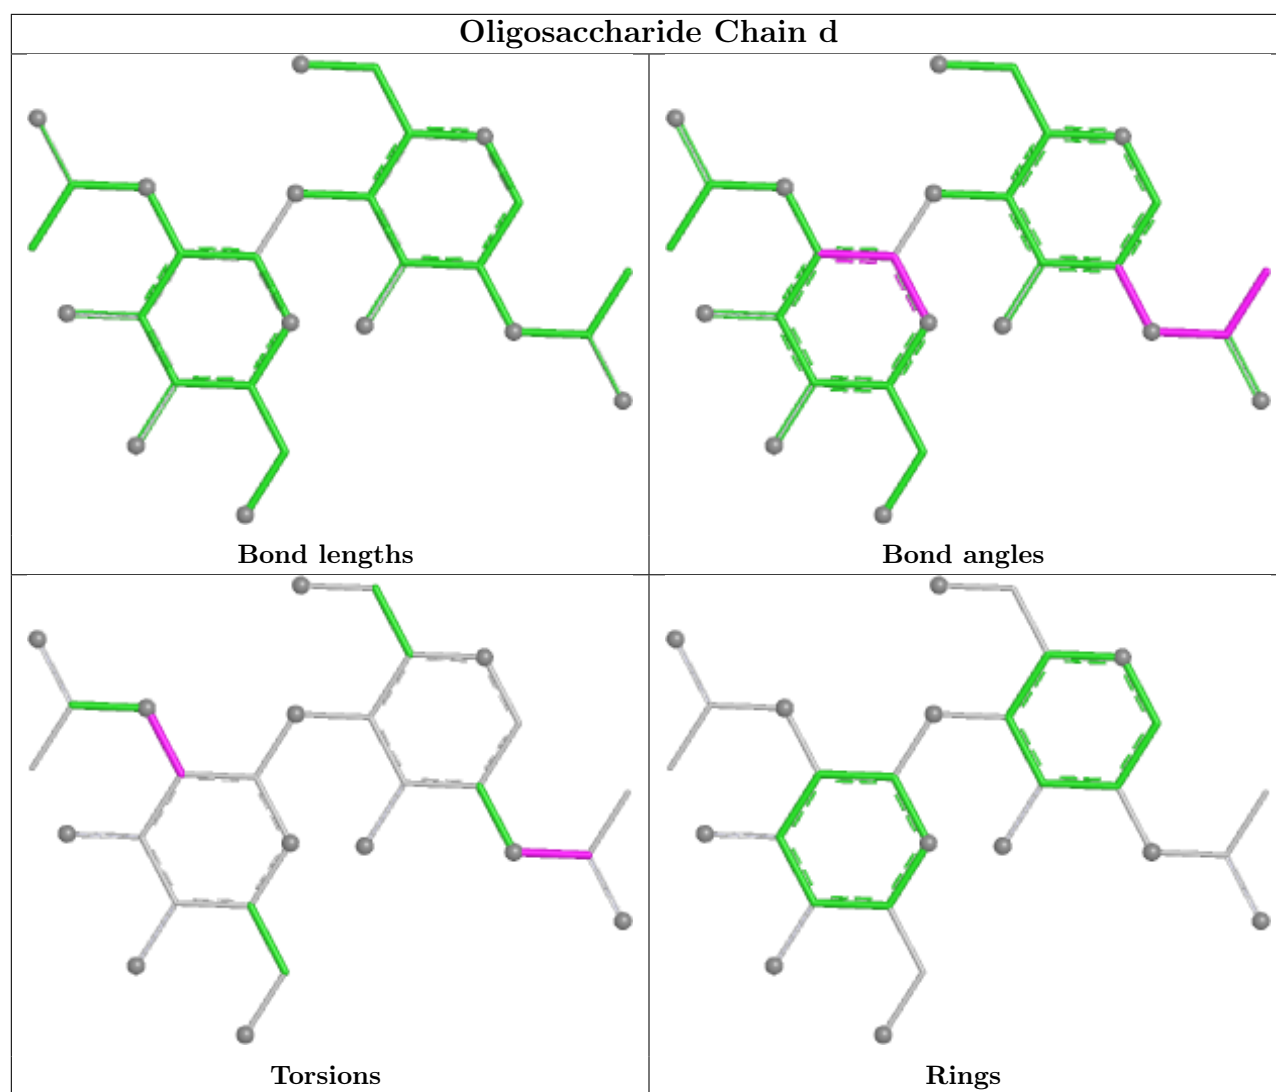 Oligosaccharide Chain d
Bond lengths
Bond angles
Torsions
Rings